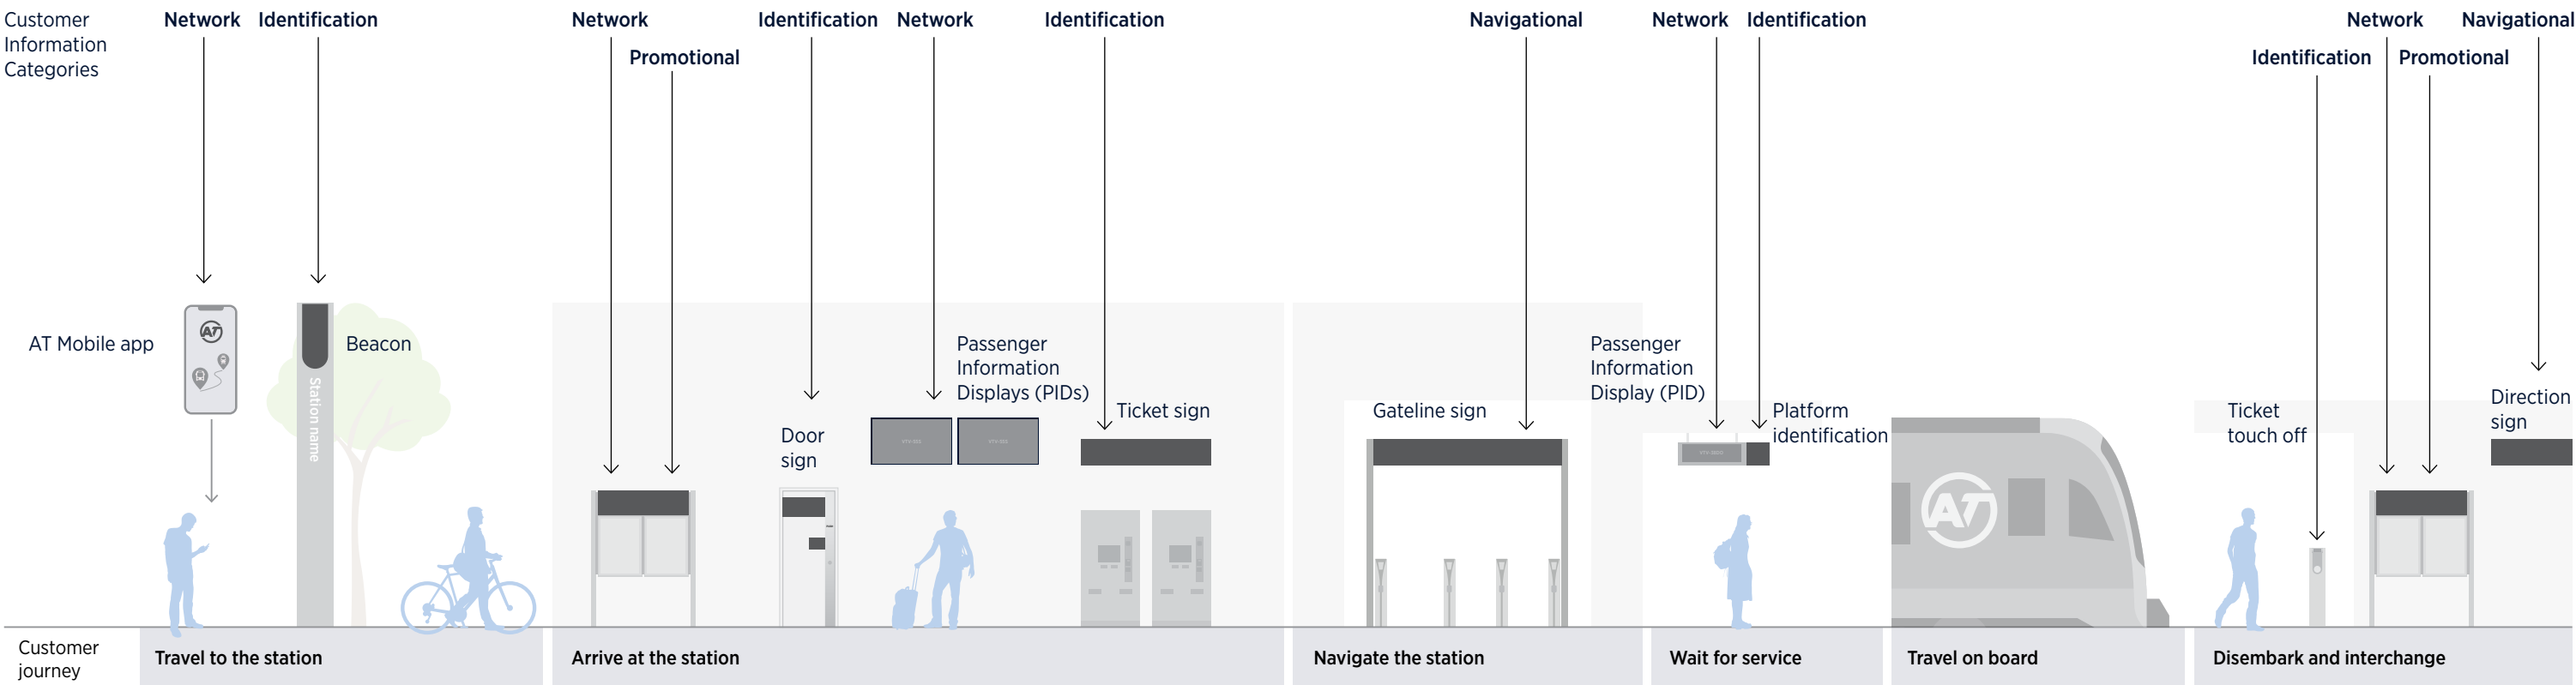 Customer
Information
Categories
Network
Identification
Network
Promotional
Identification
Network
Identification
Navigational
Network
Identification
Network
Navigational
Identification
Promotional
AT Mobile app
AT
Beacon
Station name
Door
sign
Passenger
Information
Displays (PIDs)
Ticket sign
Gateline sign
Passenger
Information
Display (PID)
Platform
identification
AT
Ticket
touch off
Direction
sign
Customer
journey
Travel to the station
Arrive at the station
Navigate the station
Wait for service
Travel on board
Disembark and interchange